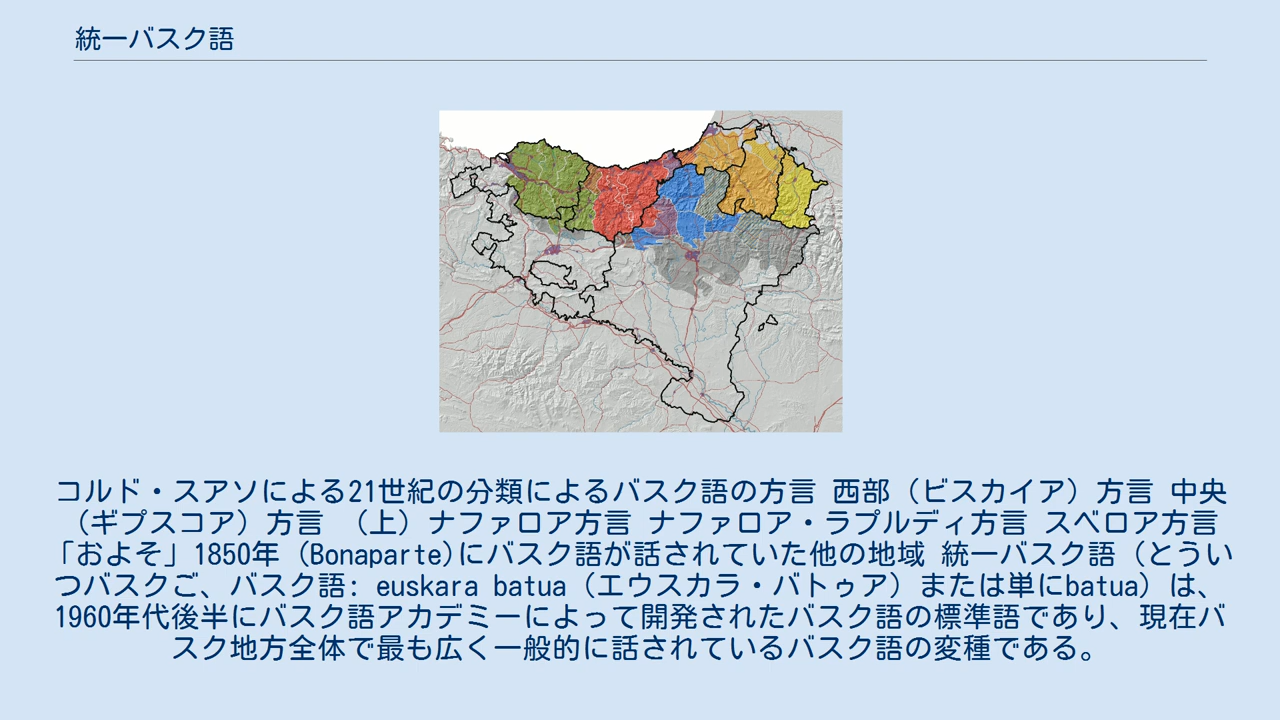 統一バスク語
コルド・スアソによる21世紀の分類によるバスク語の方言 西部（ビスカイア）方言 中央
（ギプスコア）方言 （上）ナファロア方言 ナファロア・ラプルディ方言 スベロア方言
「およそ」1850年 (Bonaparte)にバスク語が話されていた他の地域 統一バスク語（とういつ
つバスクご、バスク語: euskara batua（エウスカラ・バトゥア）または単にbatua）は、
1960年代後半にバスク語アカデミーによって開発されたバスク語の標準語であり、現在バ
スク地方全体で最も広く一般的に話されているバスク語の変種である。